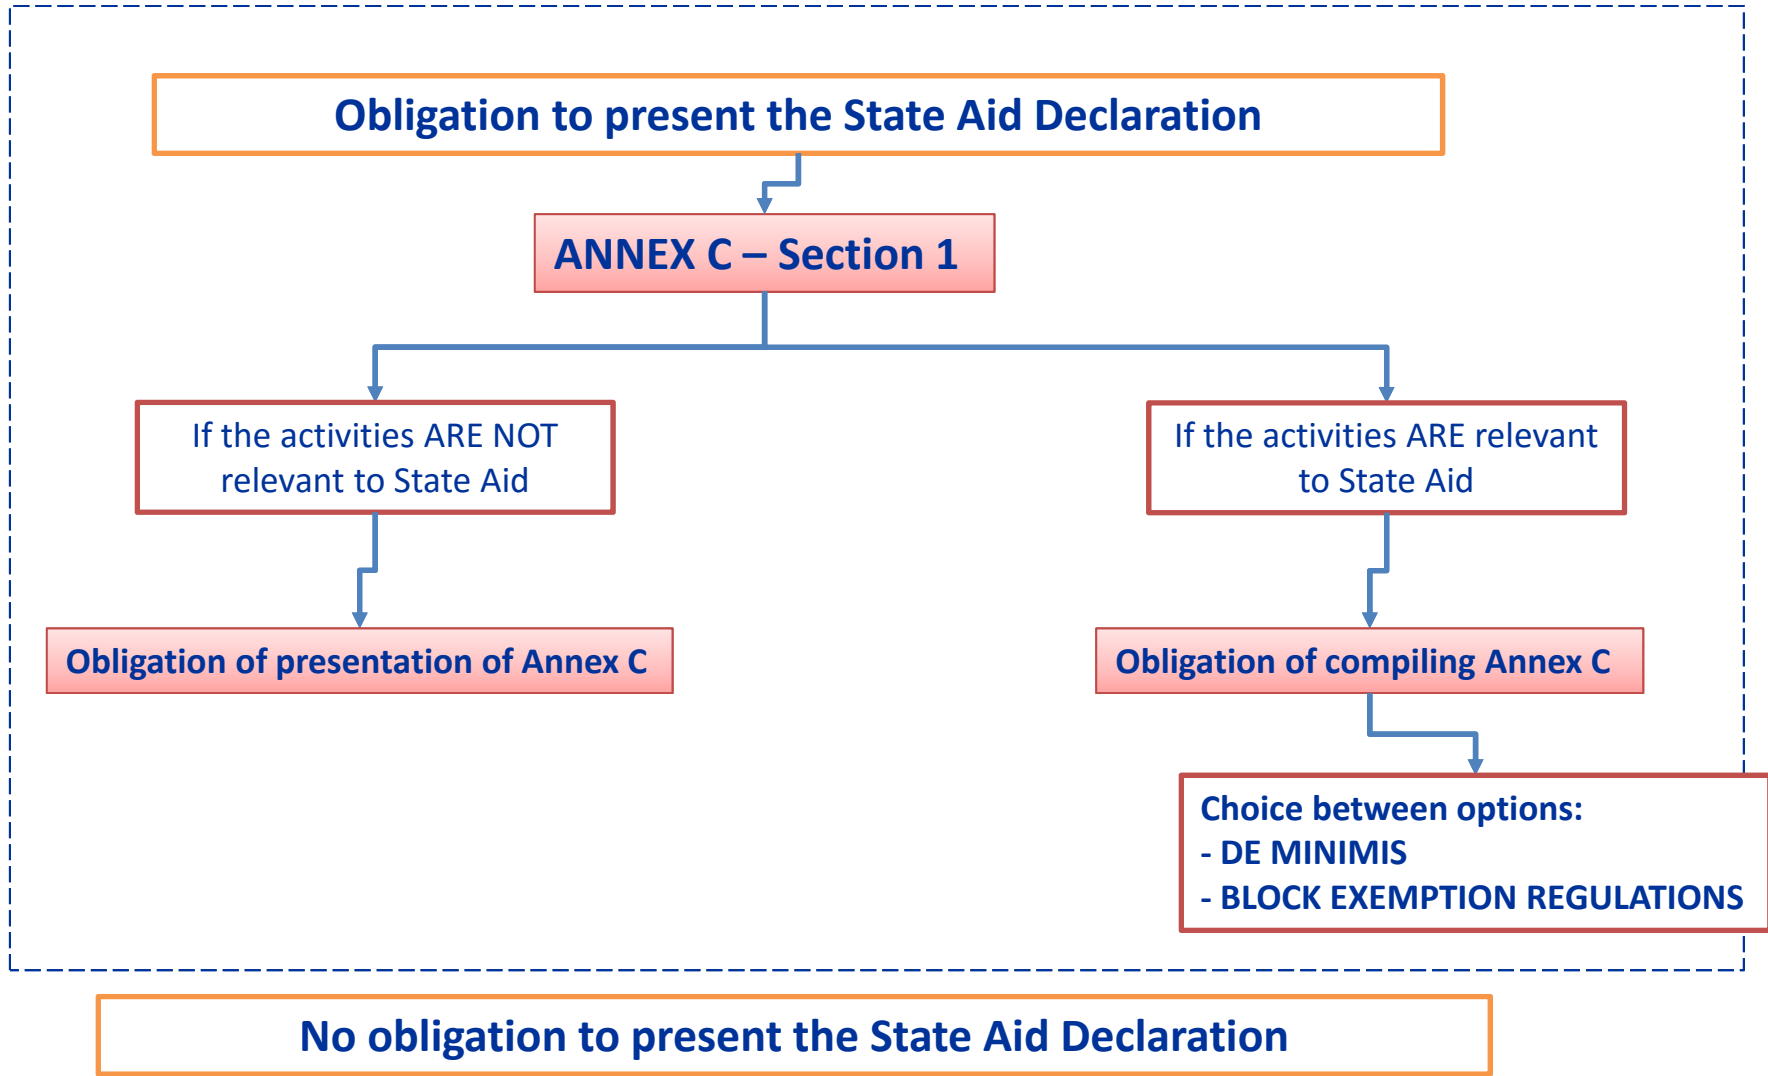 Obligation to present the State Aid Declaration
ANNEX C – Section 1
If the activities ARE NOT
relevant to State Aid
If the activities ARE relevant
to State Aid
Obligation of presentation of Annex C
Obligation of compiling Annex C
Choice between options:
- DE MINIMIS
- BLOCK EXEMPTION REGULATIONS
No obligation to present the State Aid Declaration